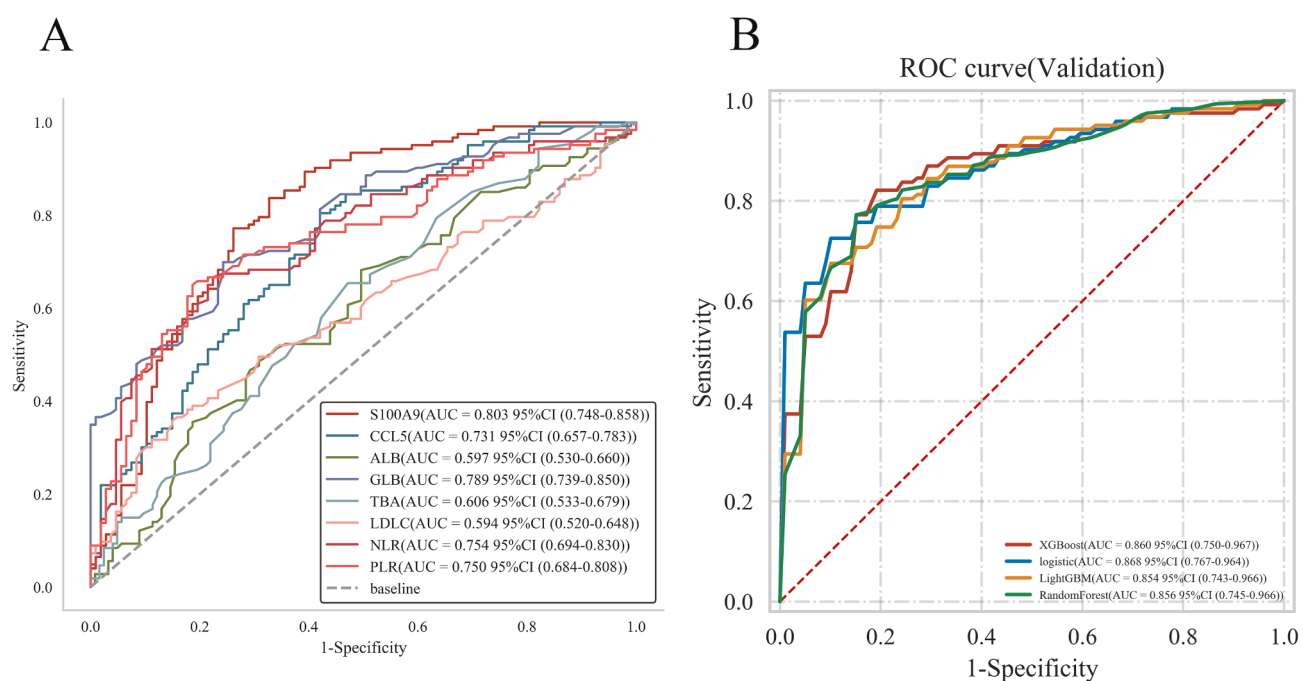 A
1.0
0.8
0.6
0.4
0.2
0.0
Sensitivity
S100A9(AUC = 0.803 95%CI (0.748-0.858))
CCL5(AUC = 0.731 95%CI (0.657-0.783))
ALB(AUC = 0.597 95%CI (0.530-0.660))
GLB(AUC = 0.789 95%CI (0.739-0.850))
TBA(AUC = 0.606 95%CI (0.533-0.679))
LDLC(AUC = 0.594 95%CI (0.520-0.648))
NLR(AUC = 0.754 95%CI (0.694-0.830))
PLR(AUC = 0.750 95%CI (0.684-0.808))
baseline
0.0 0.2 0.4 0.6 0.8 1.0
1-Specificity
B
ROC curve(Validation)
1.0
0.8
0.6
0.4
0.2
0.0
Sensitivity
XGBoost(AUC = 0.860 95%CI (0.750-0.967))
logistic(AUC = 0.868 95%CI (0.767-0.964))
LightGBM(AUC = 0.854 95%CI (0.743-0.966))
RandomForest(AUC = 0.856 95%CI (0.745-0.966))
0.0 0.2 0.4 0.6 0.8 1.0
1-Specificity